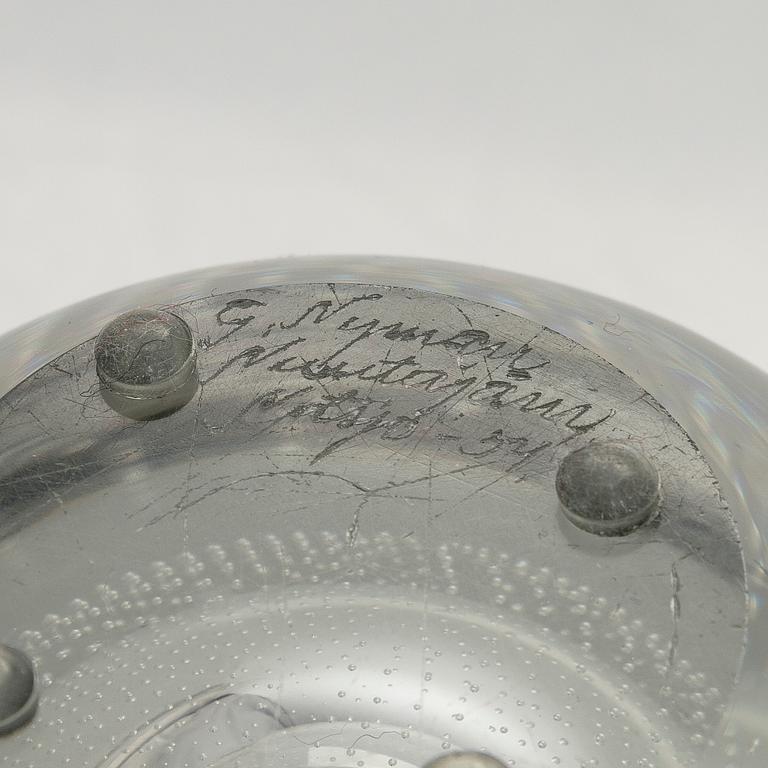 G. Nyman
Nuutajärvi
Notsjö - 54